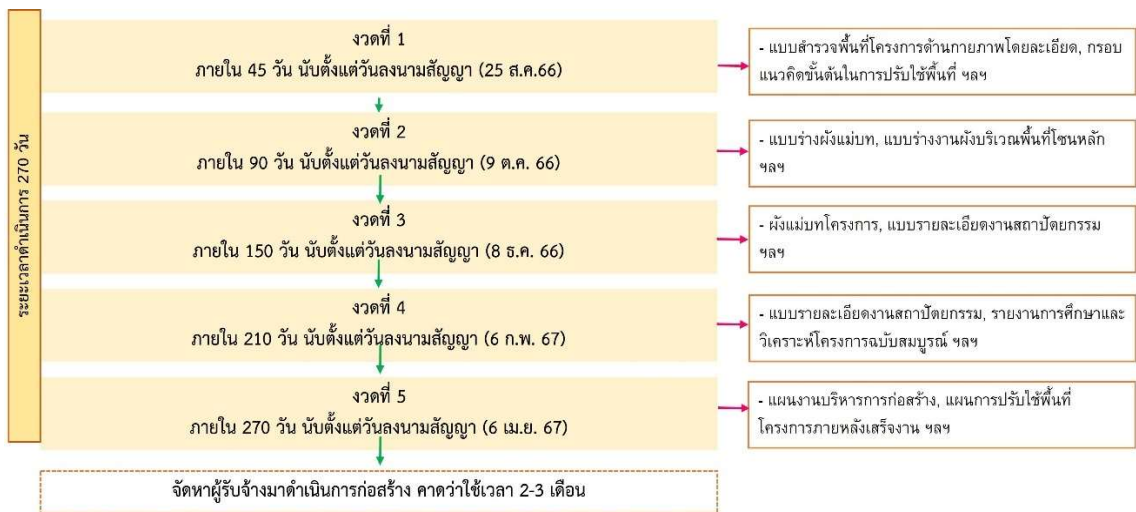 ระยะเวลาดำเนินการ 270 วัน
งวดที่ 1
ภายใน 45 วัน นับตั้งแต่วันลงนามสัญญา (25 ส.ค.66)
- แบบสำรวจพื้นที่โครงการด้านกายภาพโดยละเอียด, กรอบ
แนวคิดขั้นต้นในการปรับใช้พื้นที่ ฯลฯ
งวดที่ 2
ภายใน 90 วัน นับตั้งแต่วันลงนามสัญญา (9 ต.ค. 66)
- แบบร่างผังแม่บท, แบบร่างงานผังบริเวณพื้นที่โซนหลัก
ฯลฯ
งวดที่ 3
ภายใน 150 วัน นับตั้งแต่วันลงนามสัญญา (8 ธ.ค. 66)
- ผังแม่บทโครงการ, แบบรายละเอียดงานสถาปัตยกรรม
ฯลฯ
งวดที่ 4
ภายใน 210 วัน นับตั้งแต่วันลงนามสัญญา (6 ก.พ. 67)
- แบบรายละเอียดงานสถาปัตยกรรม, รายงานการศึกษาและ
วิเคราะห์โครงการฉบับสมบูรณ์ ฯลฯ
งวดที่ 5
ภายใน 270 วัน นับตั้งแต่วันลงนามสัญญา (6 เม.ย. 67)
- แผนงานบริหารการก่อสร้าง, แผนการปรับใช้พื้นที่
โครงการภายหลังเสร็จงาน ฯลฯ
จัดหาผู้รับจ้างมาดำเนินการก่อสร้าง คาดว่าใช้เวลา 2-3 เดือน